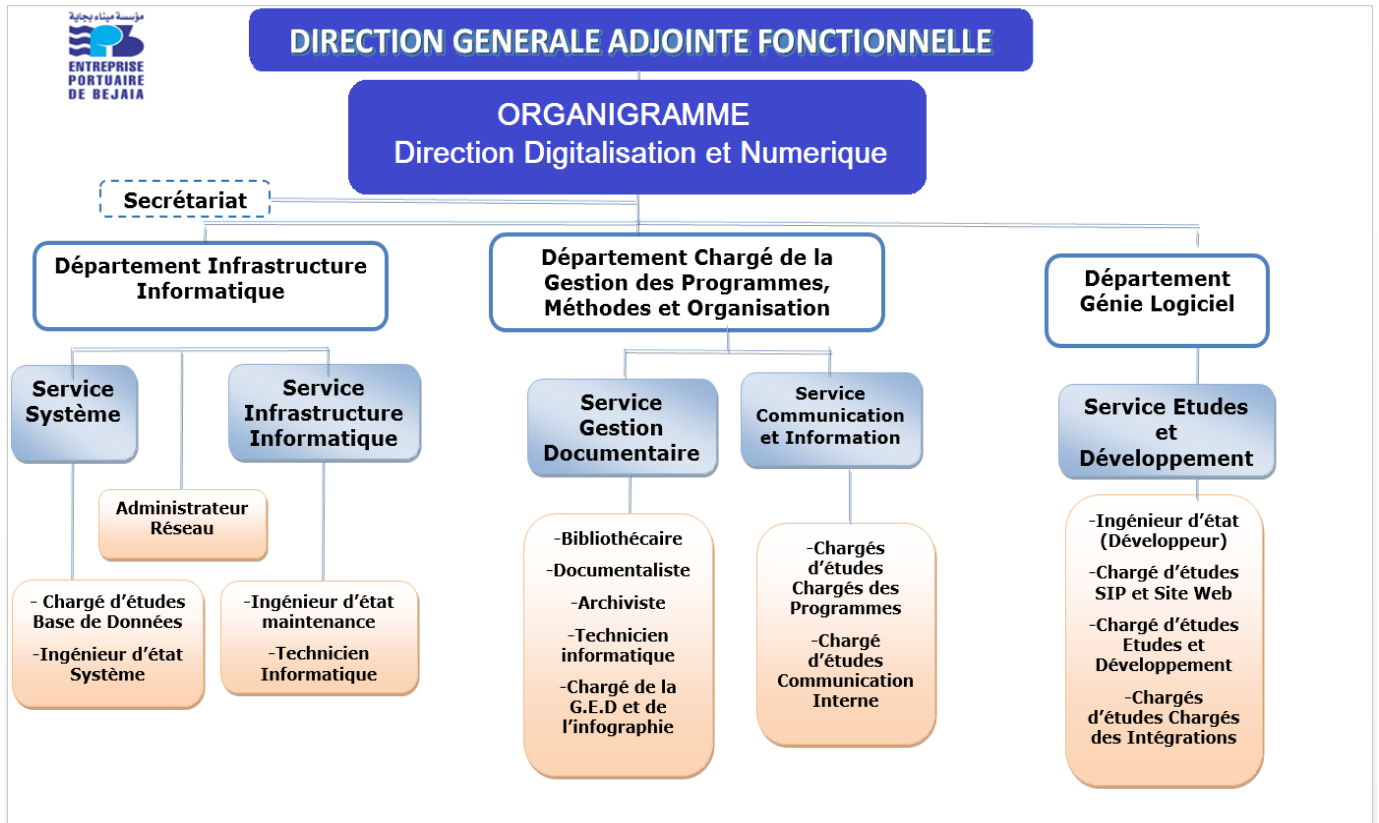 مؤسسة ميناء بجاية
ENTREPRISE
PORTUAIRE
DE BEJAIA
DIRECTION GENERALE ADJOINTE FONCTIONNELLE
ORGANIGRAMME
Direction Digitalisation et Numerique
Secrétariat
Département Infrastructure
Informatique
Département Chargé de la
Gestion des Programmes,
Méthodes et Organisation
Département
Génie Logiciel
Service
Système
Service
Infrastructure
Informatique
Service
Gestion
Documentaire
Service
Communication
et Information
Service Etudes
et
Développement
Administrateur
Réseau
- Chargé d’études
Base de Données
-Ingénieur d’état
Système
-Ingénieur d’état
maintenance
-Technicien
Informatique
-Bibliothécaire
-Documentaliste
-Archiviste
-Technicien
informatique
-Chargé de la
G.E.D et de
l’infographie
-Chargés
d’études
Chargés des
Programmes
-Chargé
d’études
Communication
Interne
-Ingénieur d’état
(Développeur)
-Chargé d’études
SIP et Site Web
-Chargé d’études
Etudes et
Développement
-Chargés
d’études Chargés
des Intégrations